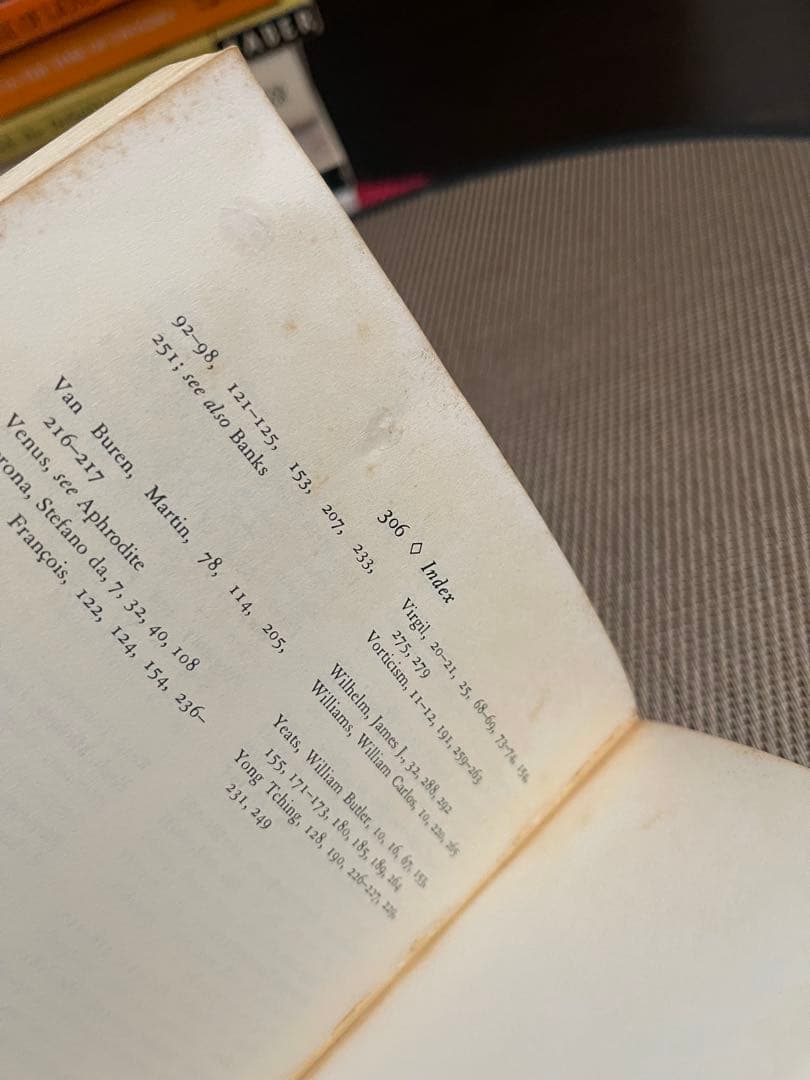 306 ◇ Index
92–98, 121–125, 153, 207, 233,
251; see also Banks
Van Buren, Martin, 78, 114, 205,
216–217
Venus, see Aphrodite
rona, Stefano da, 7, 32, 40, 108
François, 122, 124, 154, 236–
Virgil, 20–21, 25, 68–69, 73–74, 154,
275, 279
Vorticism, 11–12, 191, 259–263
Wilhelm, James J., 32, 288, 292
Williams, William Carlos, 10, 220, 265
Yeats, William Butler, 10, 16, 67, 153,
155, 171–173, 180, 185, 189, 264
Yong Tching, 128, 190, 226–227, 229,
231, 249